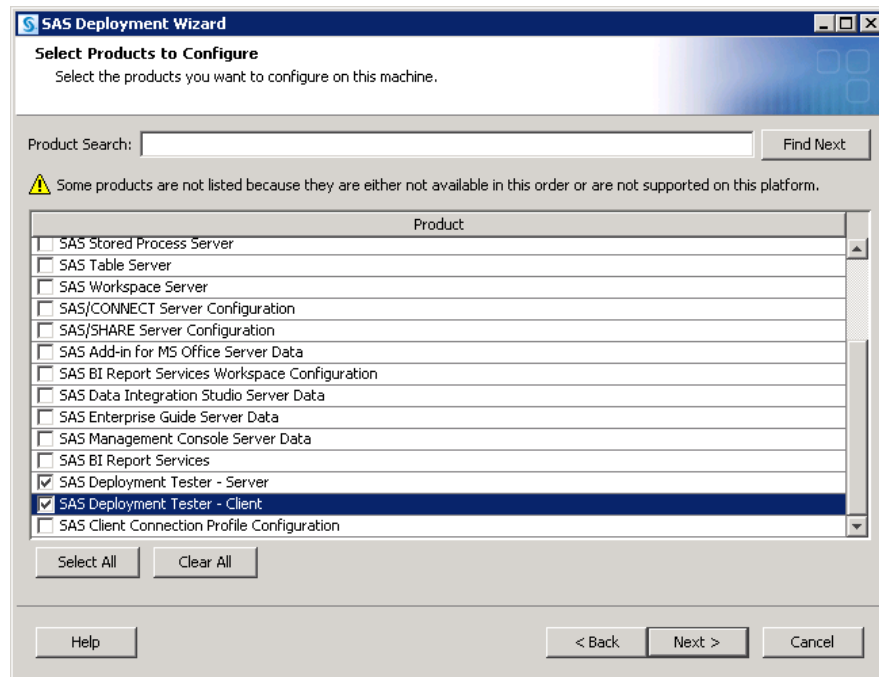 SAS Deployment Wizard
Select Products to Configure
Select the products you want to configure on this machine.
Product Search:
Find Next
Some products are not listed because they are either not available in this order or are not supported on this platform.
Product
SAS Stored Process Server
SAS Table Server
SAS Workspace Server
SAS/CONNECT Server Configuration
SAS/SHARE Server Configuration
SAS Add-in for MS Office Server Data
SAS BI Report Services Workspace Configuration
SAS Data Integration Studio Server Data
SAS Enterprise Guide Server Data
SAS Management Console Server Data
SAS BI Report Services
SAS Deployment Tester - Server
SAS Deployment Tester - Client
SAS Client Connection Profile Configuration
Select All Clear All
Help < Back Next > Cancel